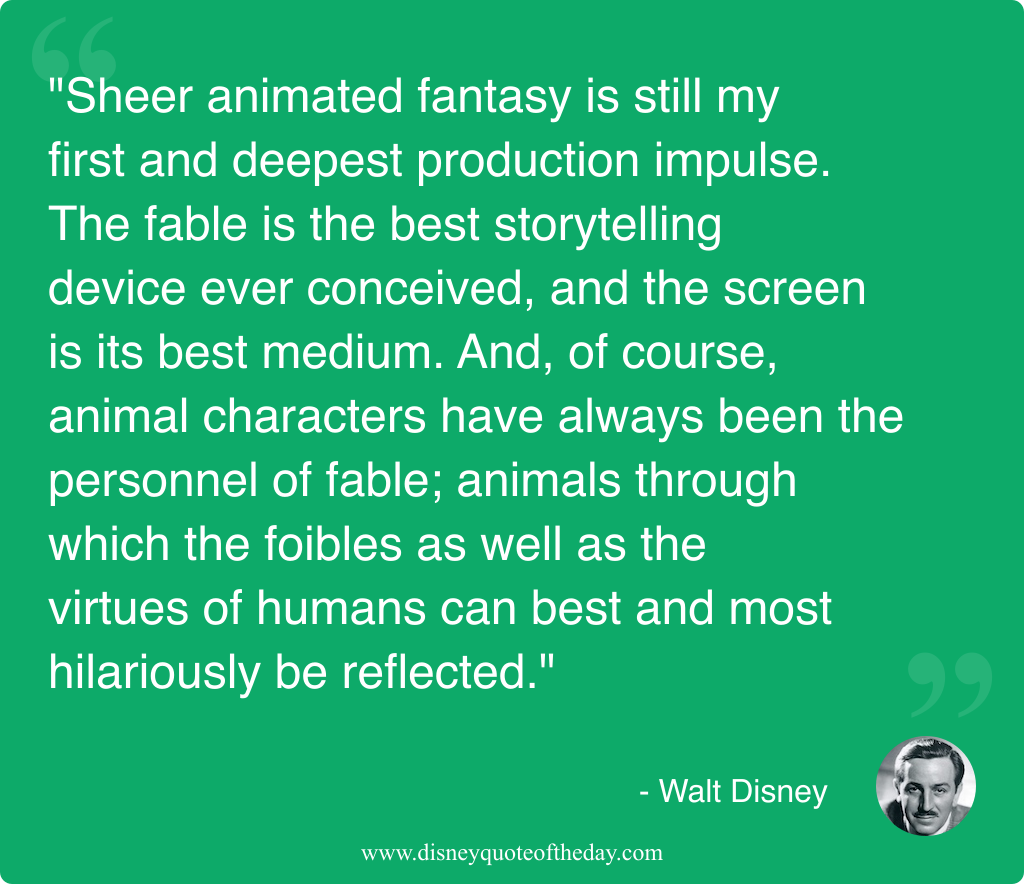 "Sheer animated fantasy is still my
first and deepest production impulse.
The fable is the best storytelling
device ever conceived, and the screen
is its best medium. And, of course,
animal characters have always been the
personnel of fable; animals through
which the foibles as well as the
virtues of humans can best and most
hilariously be reflected."
- Walt Disney
www.disneyquoteoftheday.com